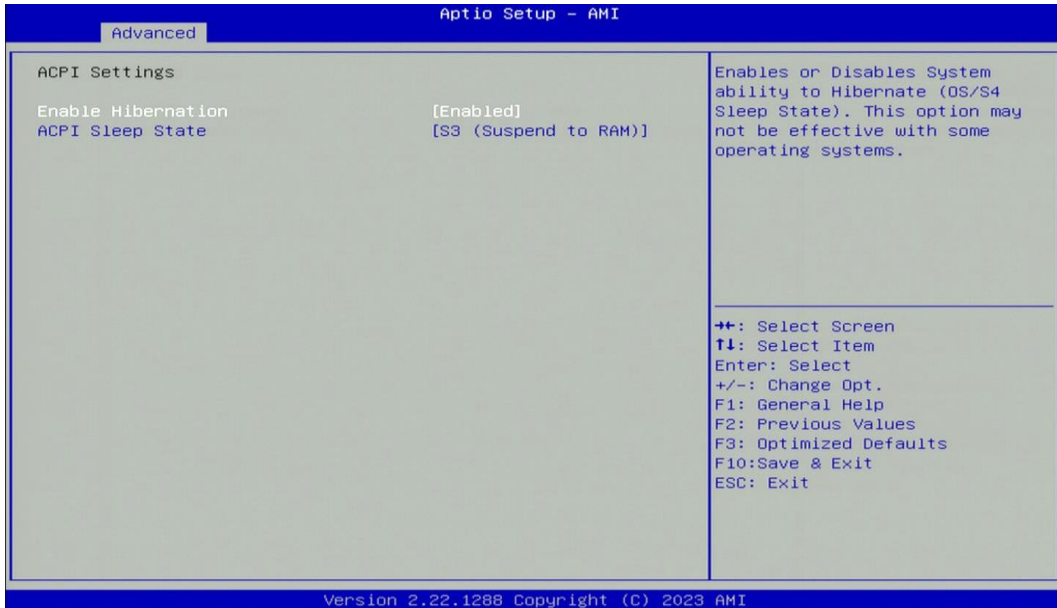 Aptio Setup – AMI
Advanced
ACPI Settings
Enable Hibernation [Enabled]
ACPI Sleep State [S3 (Suspend to RAM)]
Enables or Disables System
ability to Hibernate (OS/S4
Sleep State). This option may
not be effective with some
operating systems.
→←: Select Screen
↑↓: Select Item
Enter: Select
+/-: Change Opt.
F1: General Help
F2: Previous Values
F3: Optimized Defaults
F10:Save & Exit
ESC: Exit
Version 2.22.1288 Copyright (C) 2023 AMI